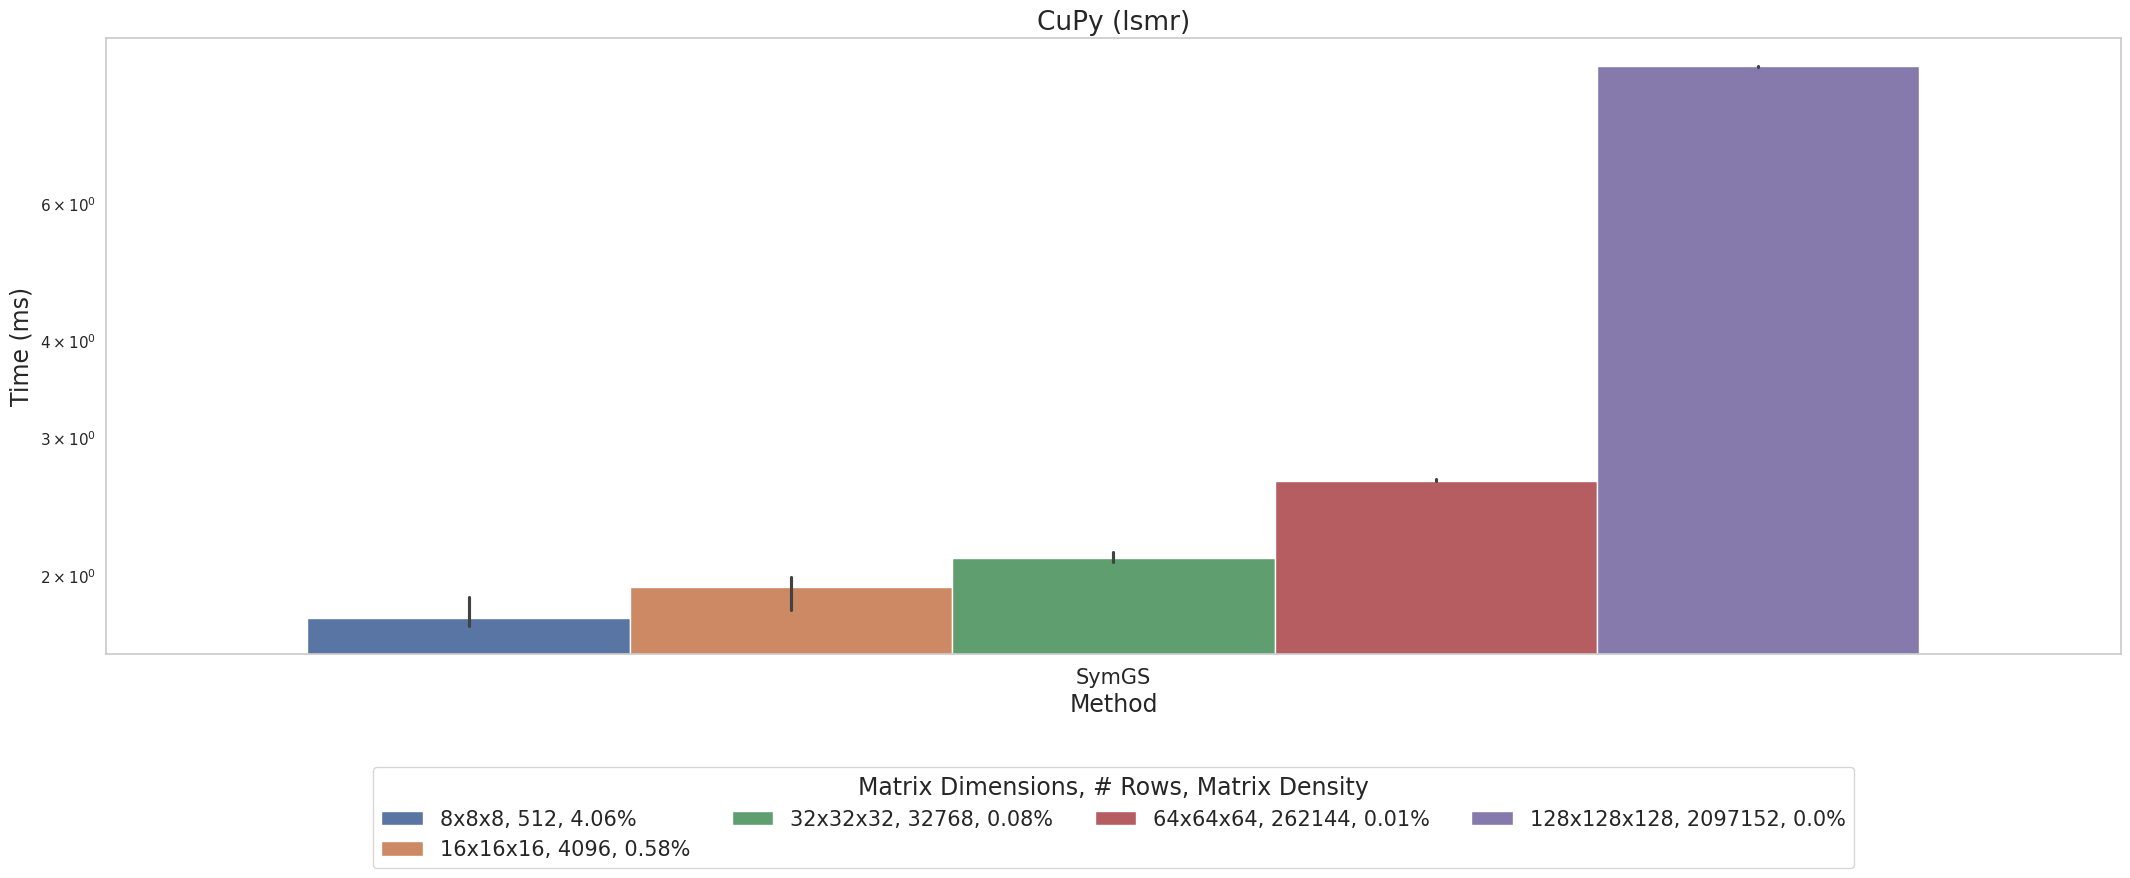 CuPy (lsmr)
Time (ms)
6 × 10⁰
4 × 10⁰
3 × 10⁰
2 × 10⁰
SymGS
Method
Matrix Dimensions, # Rows, Matrix Density
8x8x8, 512, 4.06%
16x16x16, 4096, 0.58%
32x32x32, 32768, 0.08%
64x64x64, 262144, 0.01%
128x128x128, 2097152, 0.0%